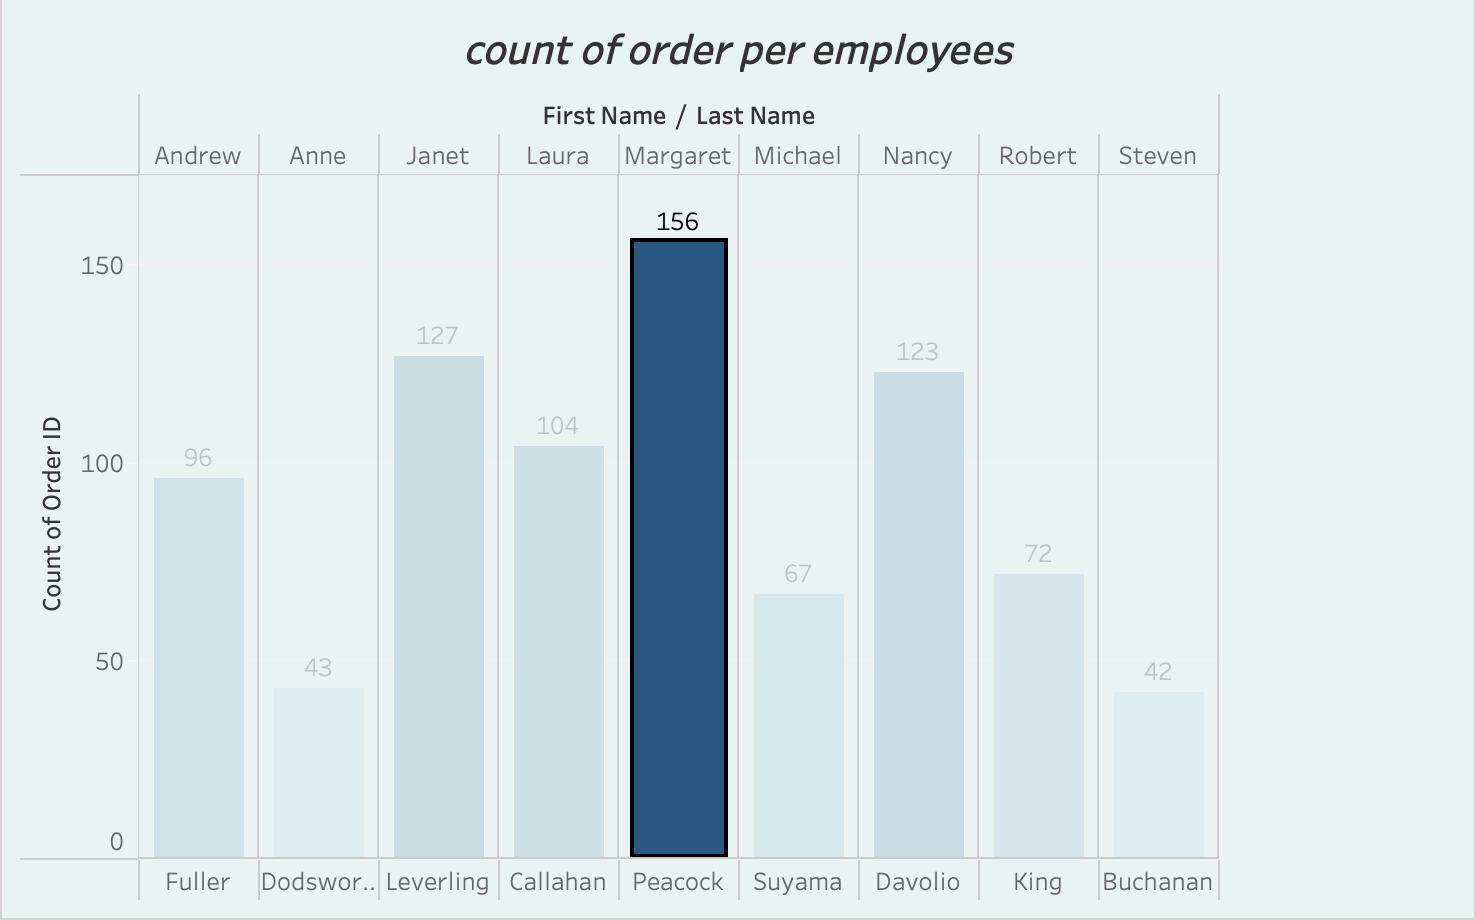 count of order per employees
First Name / Last Name
Andrew Anne Janet Laura Margaret Michael Nancy Robert Steven
156
150
127
123
104
96
100
Count of Order ID
72
67
50
43
42
0
Fuller Dodswor.. Leverling Callahan Peacock Suyama Davolio King Buchanan